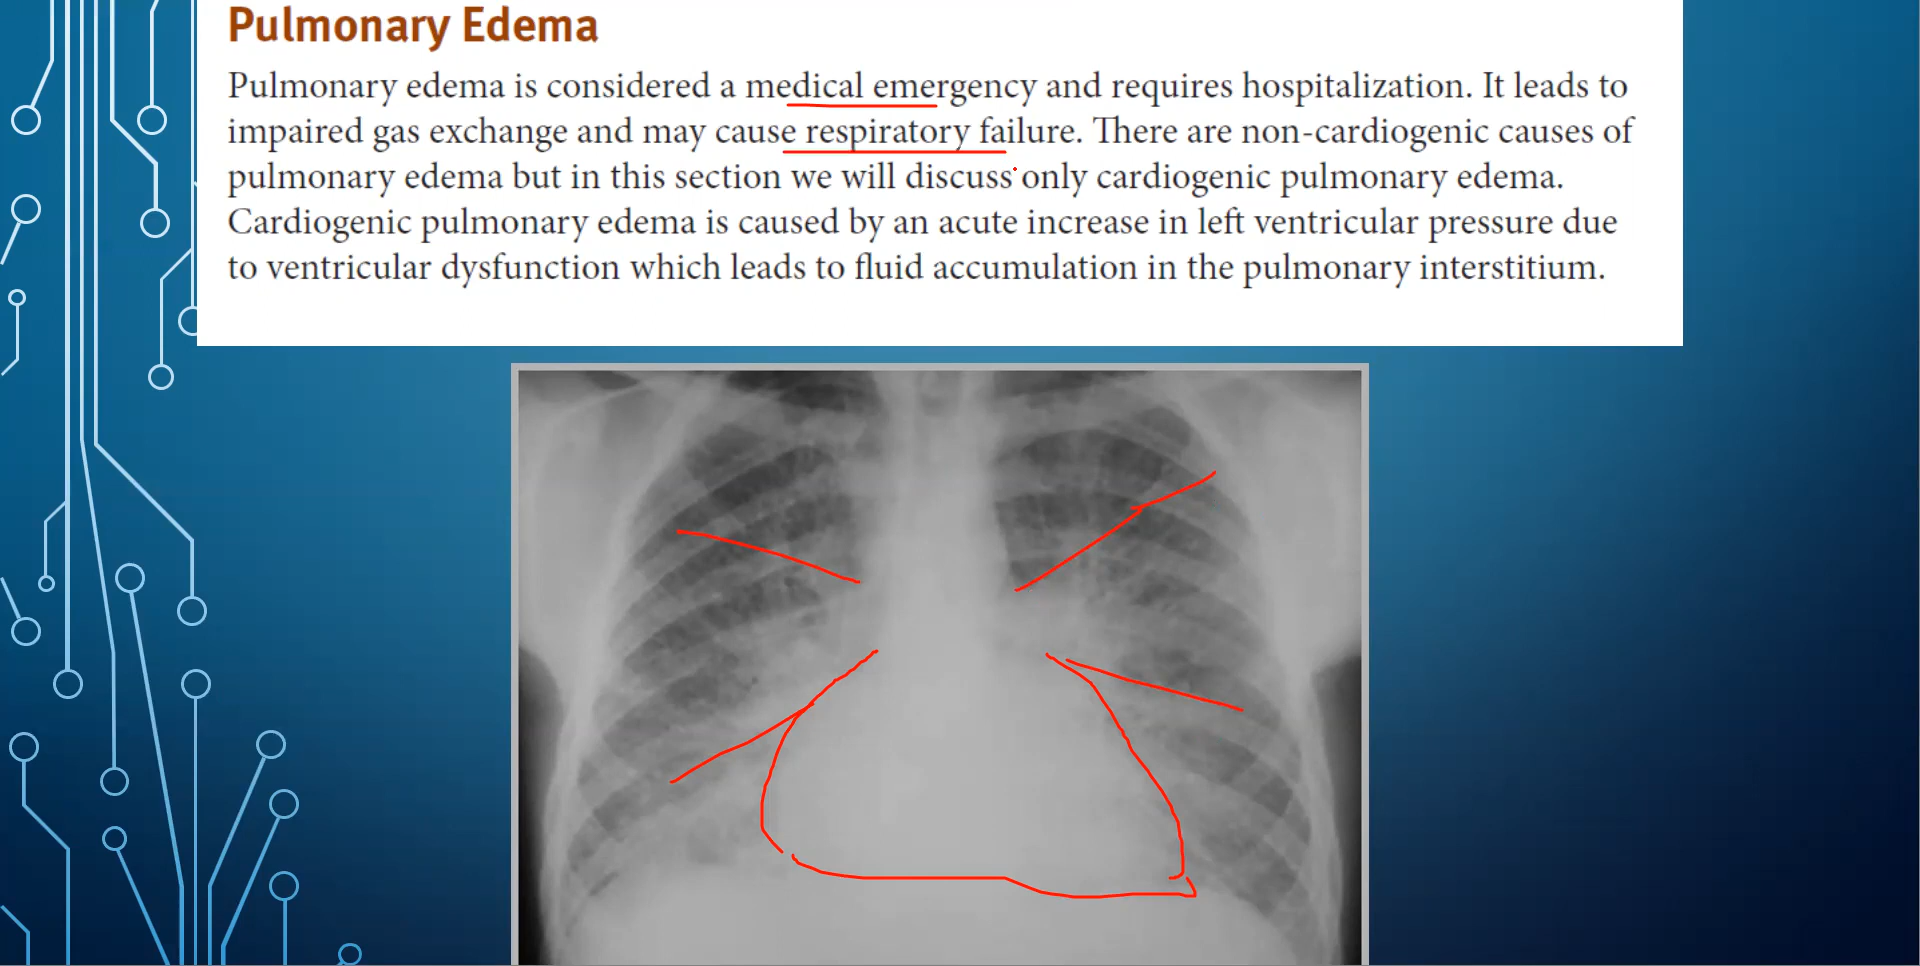 Pulmonary Edema
Pulmonary edema is considered a medical emergency and requires hospitalization. It leads to
impaired gas exchange and may cause respiratory failure. There are non-cardiogenic causes of
pulmonary edema but in this section we will discuss only cardiogenic pulmonary edema.
Cardiogenic pulmonary edema is caused by an acute increase in left ventricular pressure due
to ventricular dysfunction which leads to fluid accumulation in the pulmonary interstitium.